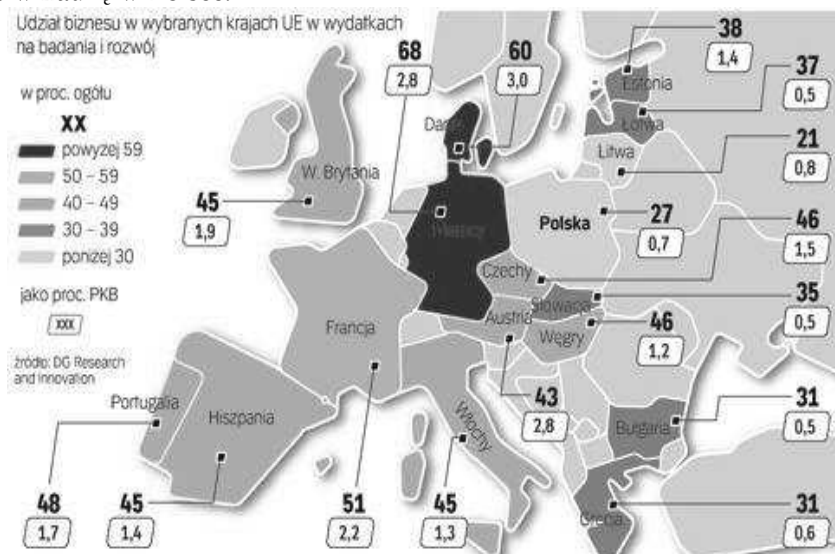 Udział biznesu w wybranych krajach UE w wydatkach
na badania i rozwój
w proc. ogółu
XX
powyżej 59
50 – 59
40 – 49
30 – 39
poniżej 30
jako proc. PKB
XXX
źródło: DG Research
and Innovation
68
2,8
60
3,0
38
1,4
37
0,5
21
0,8
27
0,7
46
1,5
35
0,5
46
1,2
43
2,8
31
0,5
31
0,6
45
1,9
48
1,7
45
1,4
51
2,2
45
1,3
Estonia
Łotwa
Litwa
W. Brytania
Polska
Niemcy
Czechy
Słowacja
Austria
Węgry
Francja
Portugalia
Hiszpania
Włochy
Bułgaria
Grecja